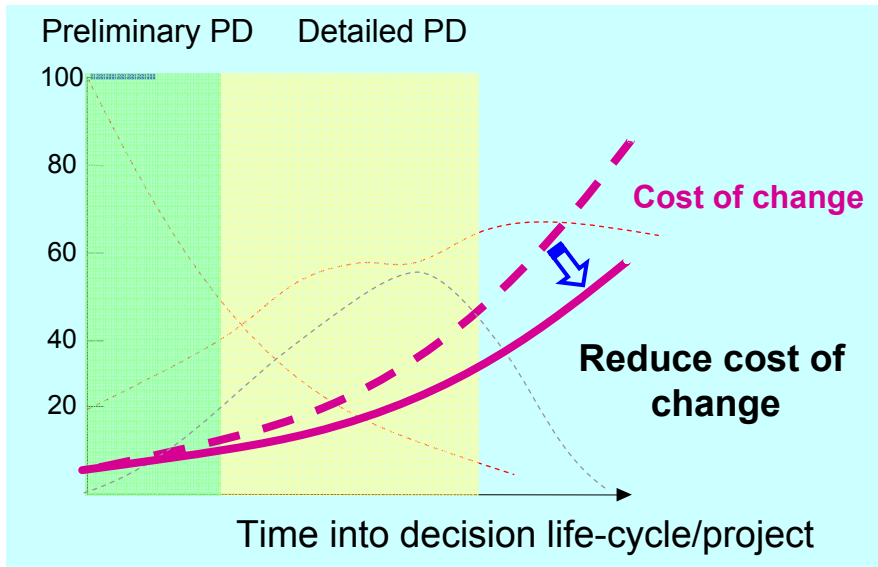 Preliminary PD Detailed PD
100
80
Cost of change
60
40
Reduce cost of
change
20
Time into decision life-cycle/project